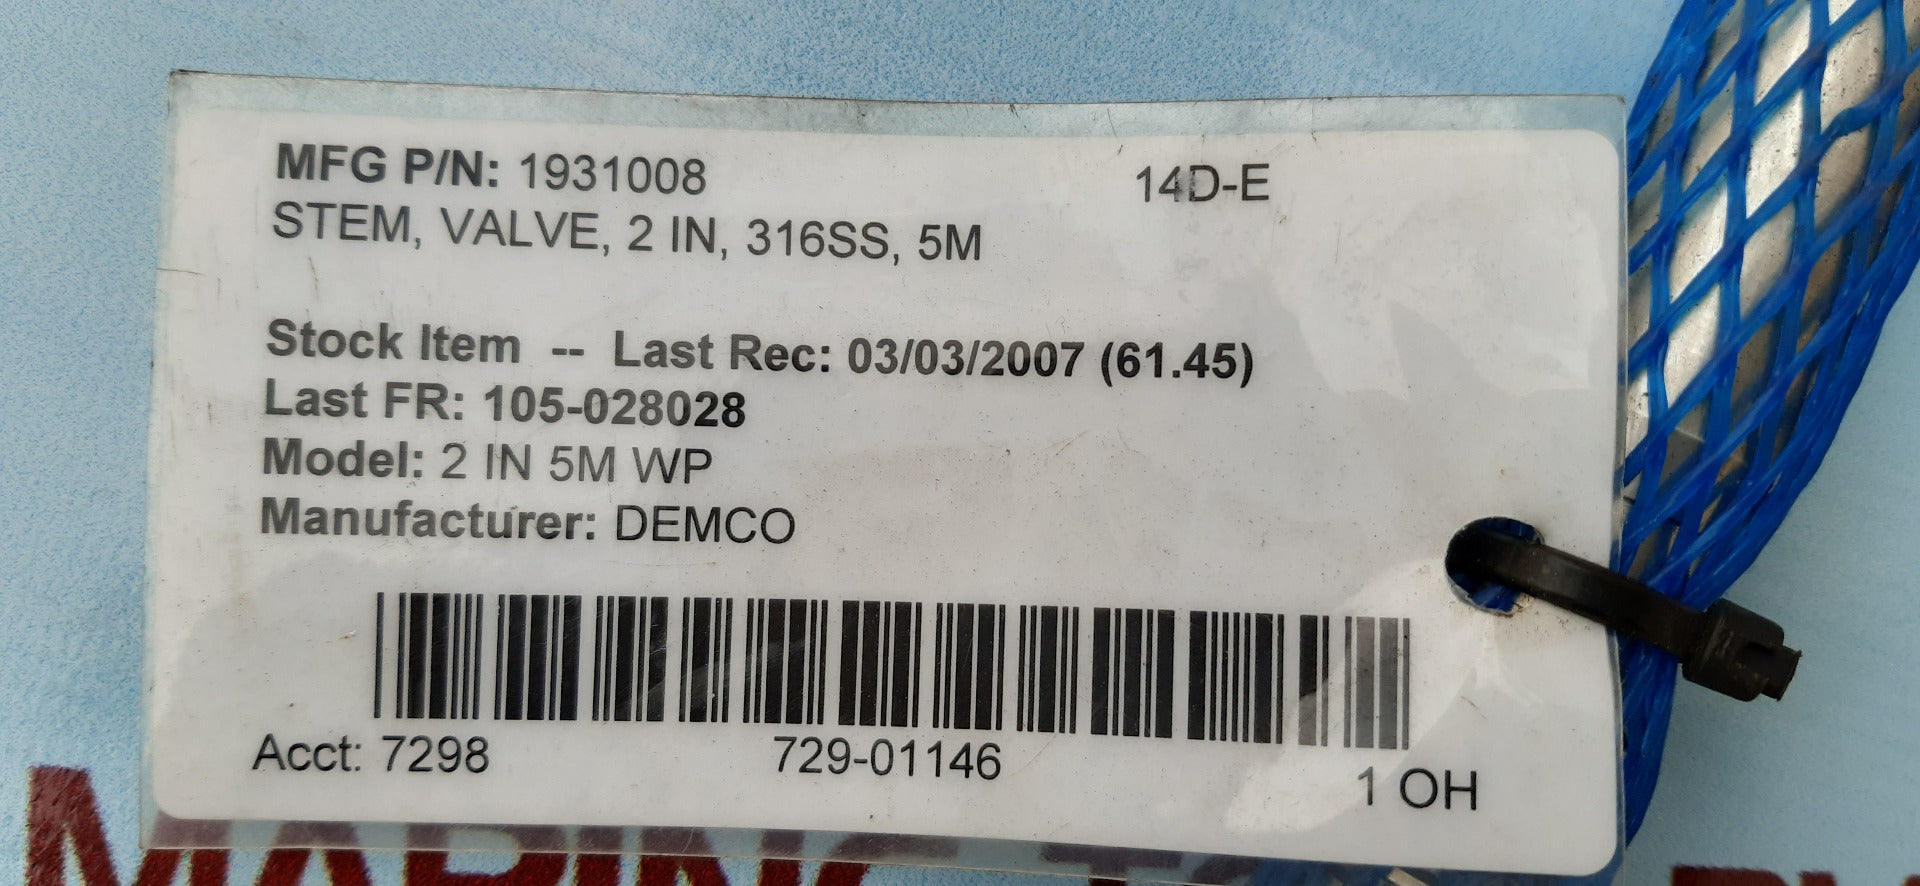 MFG P/N: 1931008 14D-E
STEM, VALVE, 2 IN, 316SS, 5M
Stock Item -- Last Rec: 03/03/2007 (61.45)
Last FR: 105-028028
Model: 2 IN 5M WP
Manufacturer: DEMCO
Acct: 7298 729-01146 1 OH